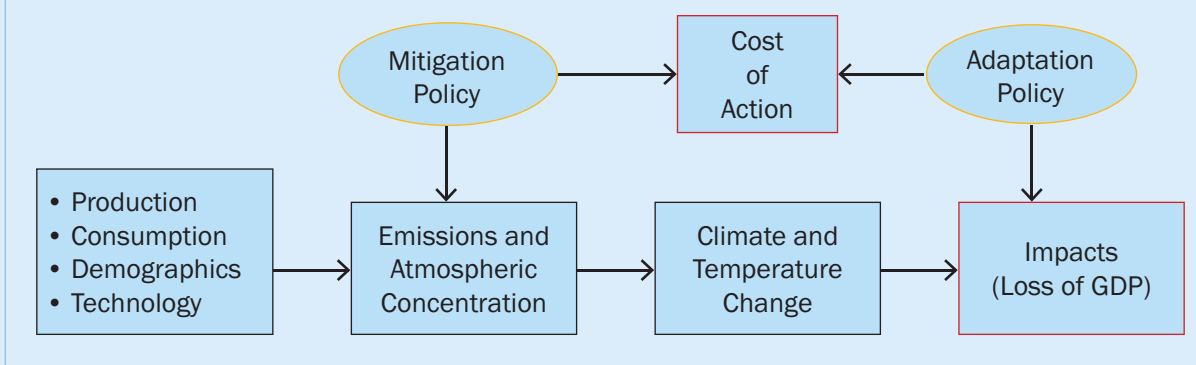 Mitigation
Policy
Cost
of
Action
Adaptation
Policy
• Production
• Consumption
• Demographics
• Technology
Emissions and
Atmospheric
Concentration
Climate and
Temperature
Change
Impacts
(Loss of GDP)